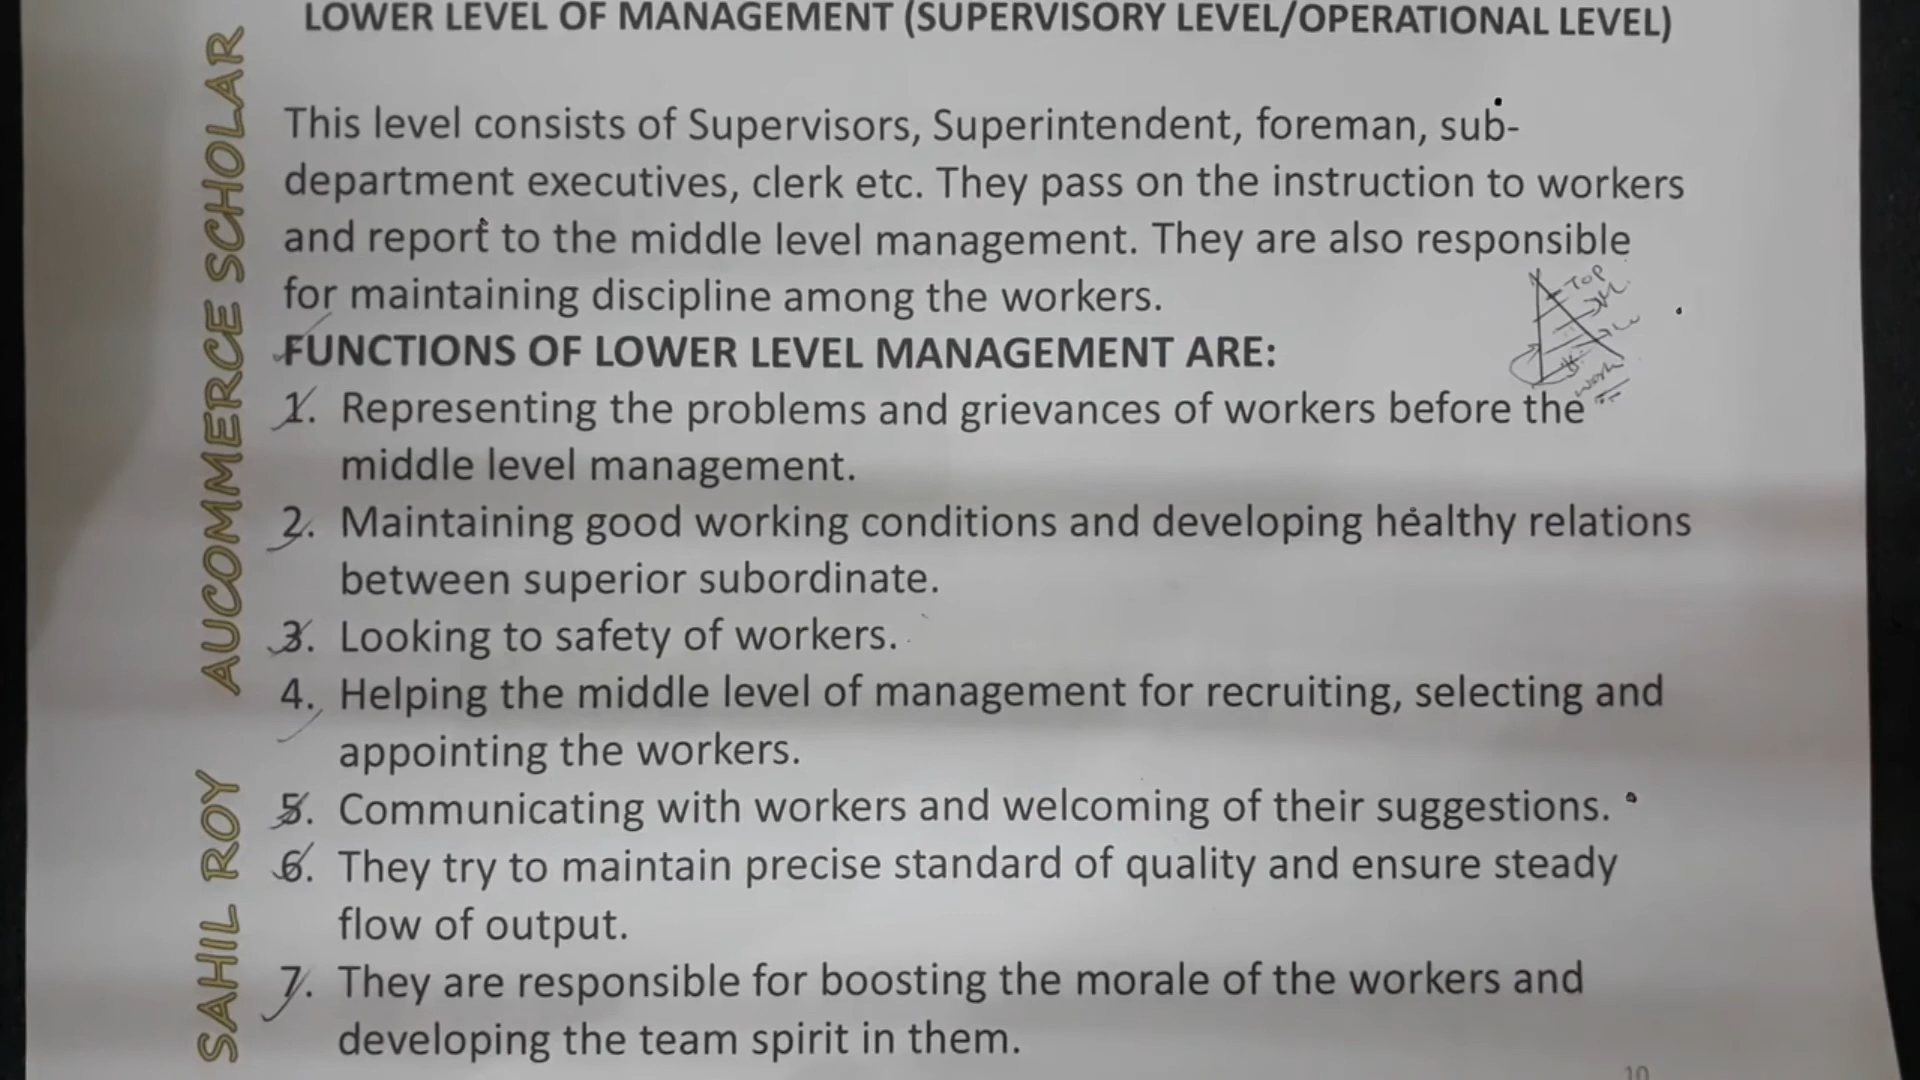 LOWER LEVEL OF MANAGEMENT (SUPERVISORY LEVEL/OPERATIONAL LEVEL)
This level consists of Supervisors, Superintendent, foreman, sub-
department executives, clerk etc. They pass on the instruction to workers
and report to the middle level management. They are also responsible
for maintaining discipline among the workers.
FUNCTIONS OF LOWER LEVEL MANAGEMENT ARE:
1. Representing the problems and grievances of workers before the
middle level management.
2. Maintaining good working conditions and developing healthy relations
between superior subordinate.
3. Looking to safety of workers.
4. Helping the middle level of management for recruiting, selecting and
appointing the workers.
5. Communicating with workers and welcoming of their suggestions.
6. They try to maintain precise standard of quality and ensure steady
flow of output.
7. They are responsible for boosting the morale of the workers and
developing the team spirit in them.
TOP
work
SAHIL ROY AUCOMMERCE SCHOLAR
10